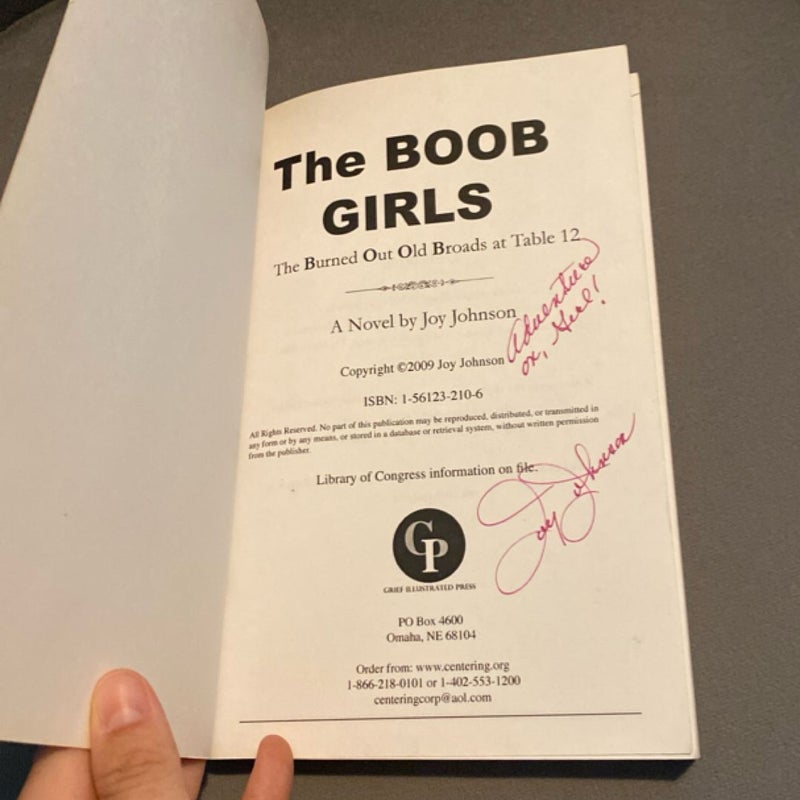 The BOOB
GIRLS
The Burned Out Old Broads at Table 12
A Novel by Joy Johnson
Adventure
on, Girl!
Copyright ©2009 Joy Johnson
ISBN: 1-56123-210-6
All Rights Reserved. No part of this publication may be reproduced, distributed, or transmitted in
any form or by any means, or stored in a database or retrieval system, without written permission
from the publisher.
Library of Congress information on file.
Joy Johnson
GP
GRIEF ILLUSTRATED PRESS
PO Box 4600
Omaha, NE 68104
Order from: www.centering.org
1-866-218-0101 or 1-402-553-1200
centeringcorp@aol.com